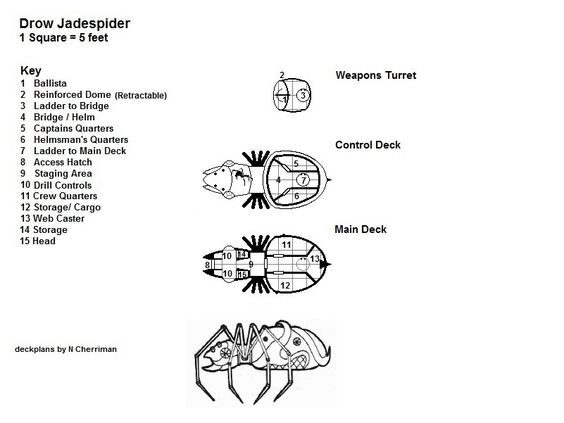 Drow Jadespider
1 Square = 5 feet
Key
1 Ballista
2 Reinforced Dome (Retractable)
3 Ladder to Bridge
4 Bridge / Helm
5 Captains Quarters
6 Helmsman's Quarters
7 Ladder to Main Deck
8 Access Hatch
9 Staging Area
10 Drill Controls
11 Crew Quarters
12 Storage/ Cargo
13 Web Caster
14 Storage
15 Head
Weapons Turret
2
1 3
Control Deck
5
4 7
6
Main Deck
11
10 14
8 9 13
10 15
12
deckplans by N Cherriman